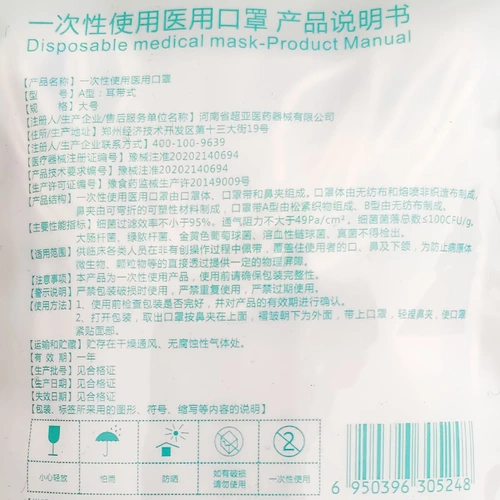 一次性使用医用口罩 产品说明书
Disposable medical mask-Product Manual
【产品名称】一次性使用医用口罩
【型 号】A型：耳带式
【规 格】大号
【注册人/生产企业/售后服务单位名称】河南省超亚医药器械有限公司
【住所/生产地址】郑州经济技术开发区第十三大街19号
【注册人/生产企业联系方式】400-100-9639
【医疗器械注册证编号】豫械注准20202140694
【产品技术要求编号】豫械注准20202140694
【生产许可证编号】豫食药监械生产许20149009号
【产品结构】一次性使用医用口罩由口罩体、口罩带和鼻夹组成，口罩体由无纺布和熔喷非织造布制成，
鼻夹由可弯折的可塑性材料制成，口罩带A型由松紧织物组成、B型由无纺布制成。
【主要性能指标】细菌过滤效率不小于95%。通气阻力不大于49Pa/cm²，细菌菌落总数≤100CFU/g,
大肠杆菌、绿脓杆菌、金黄色葡萄球菌、溶血性链球菌、真菌不得检出。
【适用范围】供临床各类人员在非有创操作过程中佩带，覆盖住使用者的口、鼻及下颚，为防止病原体
微生物、颗粒物等的直接透过提供一定的物理屏障。
【注意事项】本产品为一次性使用产品，使用前请确保包装完整性。
【警示说明】严禁包装破损时使用，严禁重复使用，严禁过期使用。
【使用方法】1、使用前检查包装是否完好，并对产品的有效期进行确认。
2、打开包装，取出口罩按鼻夹在上面，褶皱朝下为外面，带上口罩，轻按鼻夹，使口罩
紧贴面部。
【运输和贮藏】贮存在干燥通风、无腐蚀性气体处。
【有 效 期】一年
【生产批号】见合格证
【生产日期】见合格证
【失效日期】见合格证
【包装、标签所采用的图形、符号、缩写等内容的说明】
小心轻放 怕雨 防晒 如有破损请勿使用 一次性使用
6 950396 305248